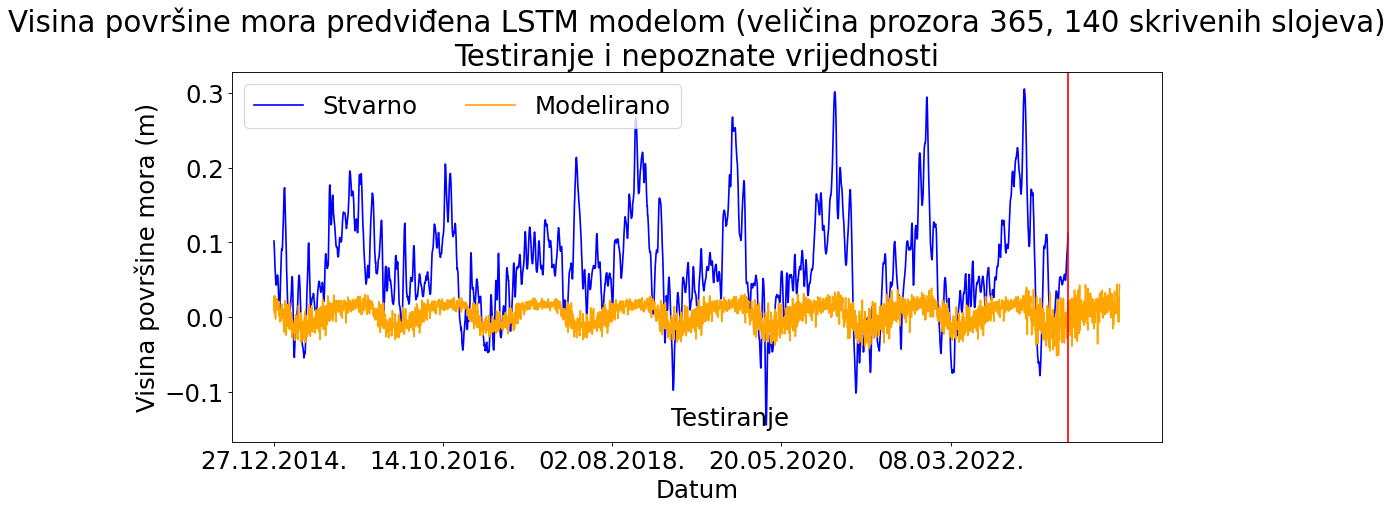 Visina površine mora predviđena LSTM modelom (veličina prozora 365, 140 skrivenih slojeva)
Testiranje i nepoznate vrijednosti
Stvarno Modelirano
Visina površine mora (m)
0.3
0.2
0.1
0.0
−0.1
Testiranje
27.12.2014. 14.10.2016. 02.08.2018. 20.05.2020. 08.03.2022.
Datum